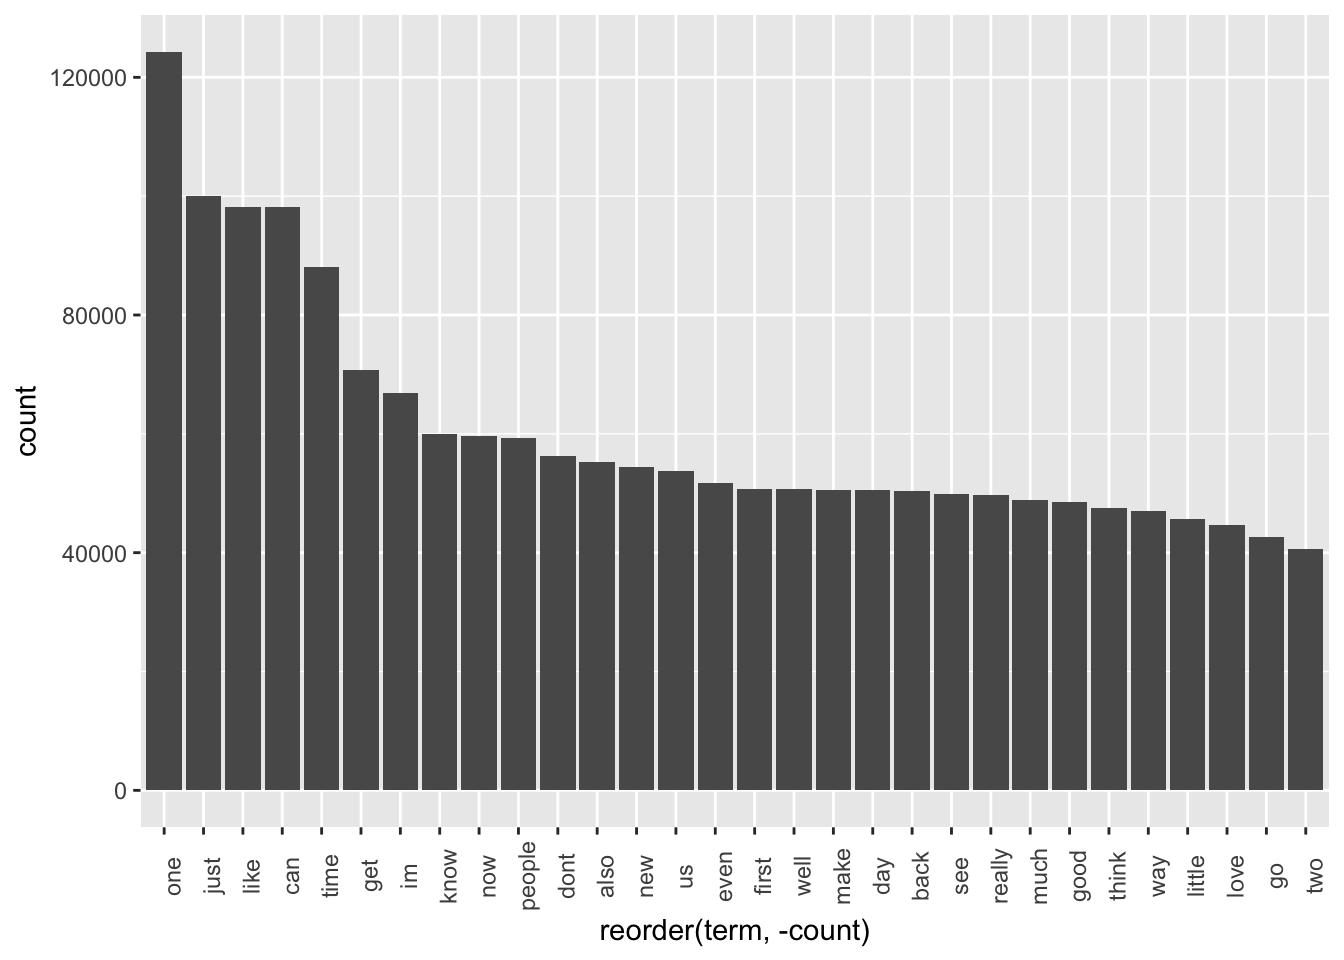 120000
80000
40000
0
count
one
just
like
can
time
get
im
know
now
people
dont
also
new
us
even
first
well
make
day
back
see
really
much
good
think
way
little
love
go
two
reorder(term, -count)